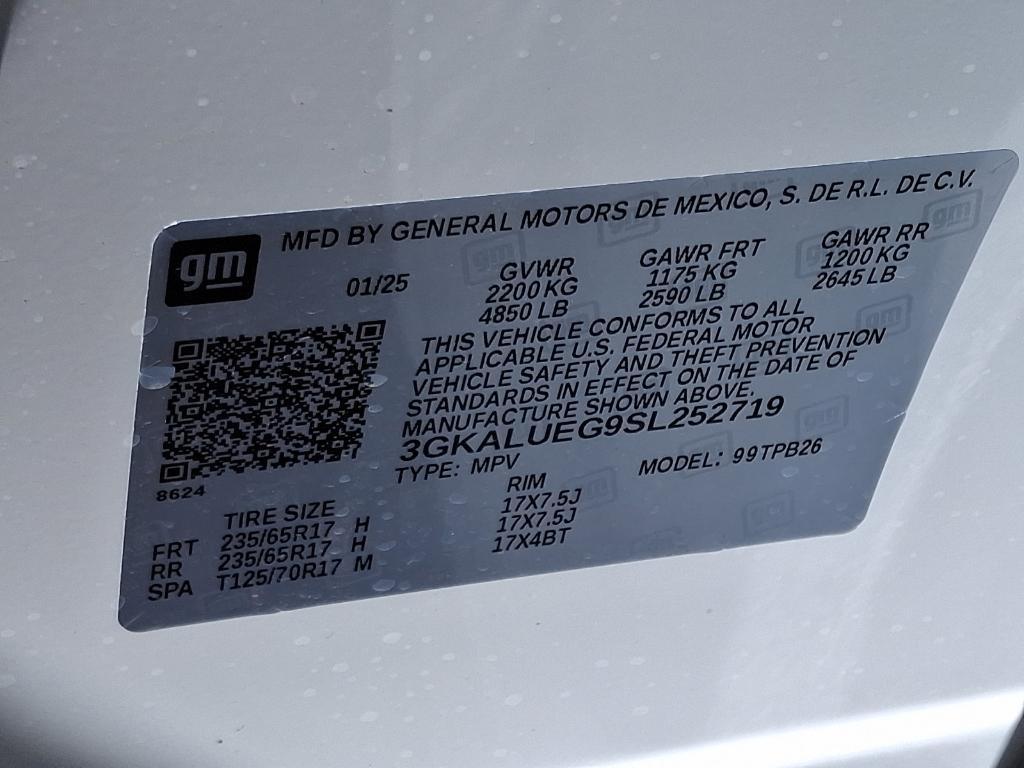 gm
MFD BY GENERAL MOTORS DE MEXICO, S. DE R.L. DE C.V.
01/25 GVWR GAWR FRT GAWR RR
2200 KG 1175 KG 1200 KG
4850 LB 2590 LB 2645 LB
THIS VEHICLE CONFORMS TO ALL
APPLICABLE U.S. FEDERAL MOTOR
VEHICLE SAFETY AND THEFT PREVENTION
STANDARDS IN EFFECT ON THE DATE OF
MANUFACTURE SHOWN ABOVE.
3GKALUEG9SL252719
TYPE: MPV MODEL: 99TPB26
8624
TIRE SIZE RIM
FRT 235/65R17 H 17X7.5J
RR 235/65R17 H 17X7.5J
SPA T125/70R17 M 17X4BT